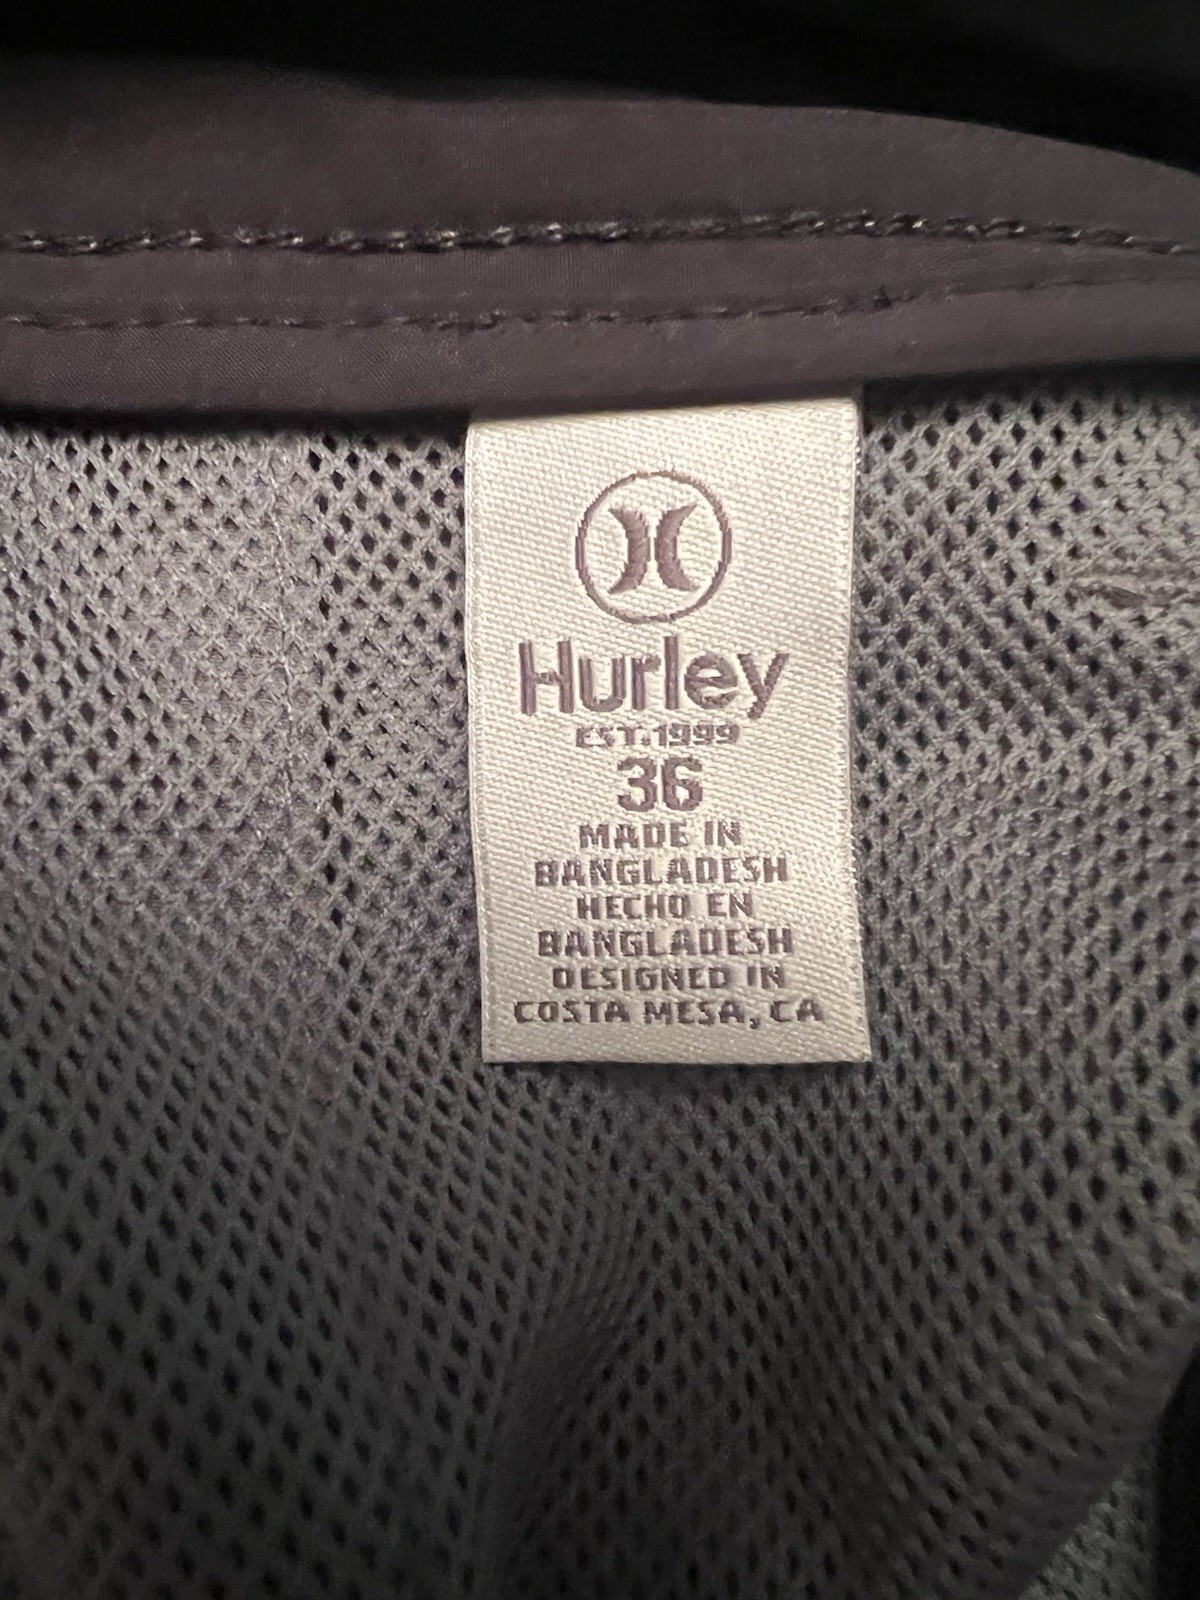 Hurley
EST.1999
36
MADE IN
BANGLADESH
HECHO EN
BANGLADESH
DESIGNED IN
COSTA MESA, CA